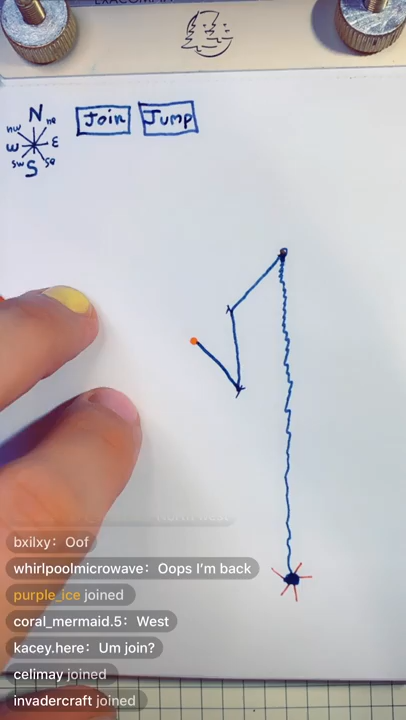 N
nw ne
W E
sw se
S
Join Jump
bxilxy: Oof
whirlpoolmicrowave: Oops I'm back
purple_ice joined
coral_mermaid.5: West
kacey.here: Um join?
celimay joined
invadercraft joined